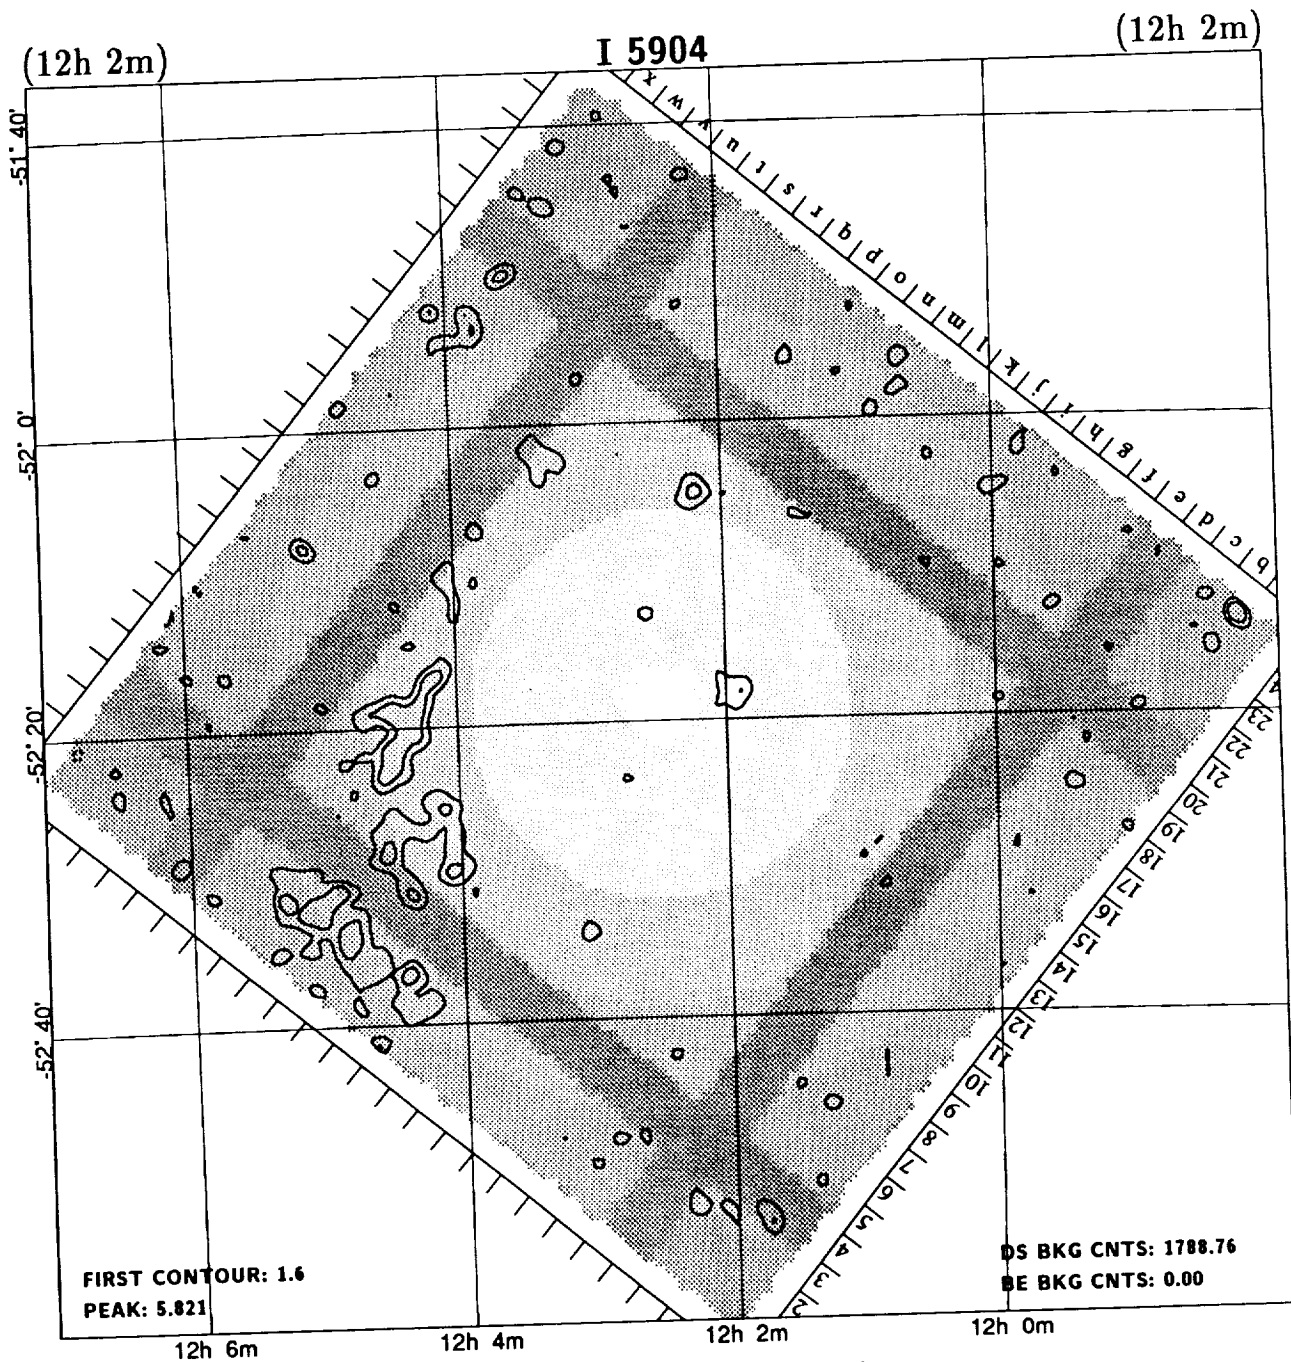 (12h 2m)
I 5904
(12h 2m)
-51° 40'
-52° 0'
-52° 20'
-52° 40'
x w v u t s r q p o n m l k j i h g f e d c b
A
23
22
21
20
19
18
17
16
15
14
13
12
11
10
9
8
7
6
5
4
3
2
FIRST CONTOUR: 1.6
PEAK: 5.821
DS BKG CNTS: 1788.76
BE BKG CNTS: 0.00
12h 6m
12h 4m
12h 2m
12h 0m